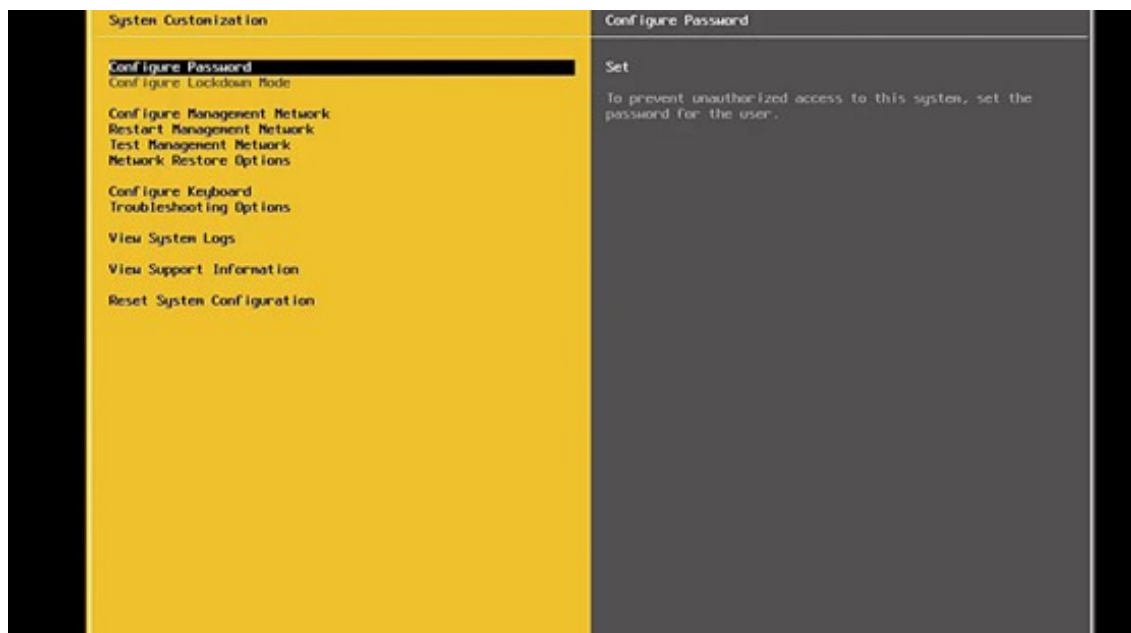 System Customization
Configure Password
Configure Lockdown Mode
Configure Management Network
Restart Management Network
Test Management Network
Network Restore Options
Configure Keyboard
Troubleshooting Options
View System Logs
View Support Information
Reset System Configuration
Configure Password
Set
To prevent unauthorized access to this system, set the
password for the user.